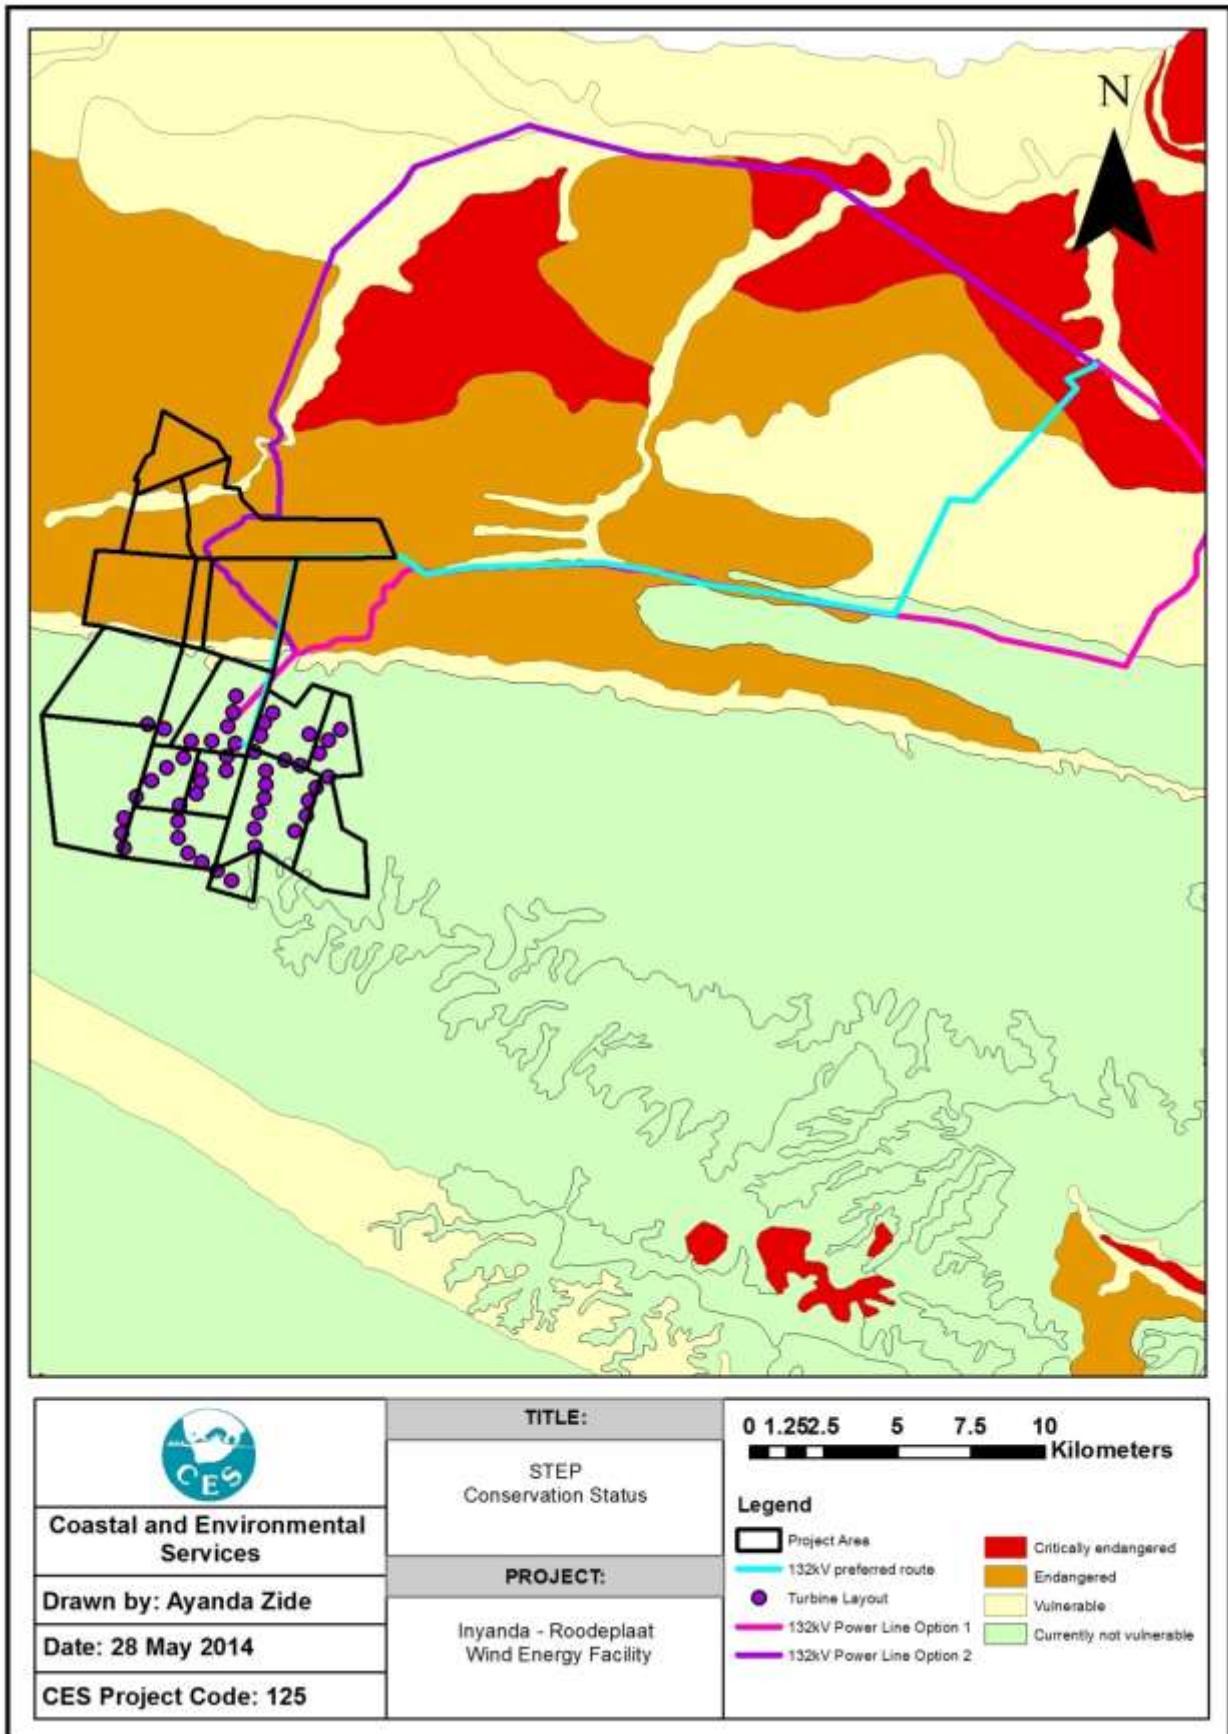 N
CES
Coastal and Environmental
Services
Drawn by: Ayanda Zide
Date: 28 May 2014
CES Project Code: 125
TITLE:
STEP
Conservation Status
PROJECT:
Inyanda - Roodeplaat
Wind Energy Facility
0 1.25 2.5 5 7.5 10
Kilometers
Legend
Project Area
132kV preferred route
Turbine Layout
132kV Power Line Option 1
132kV Power Line Option 2
Critically endangered
Endangered
Vulnerable
Currently not vulnerable